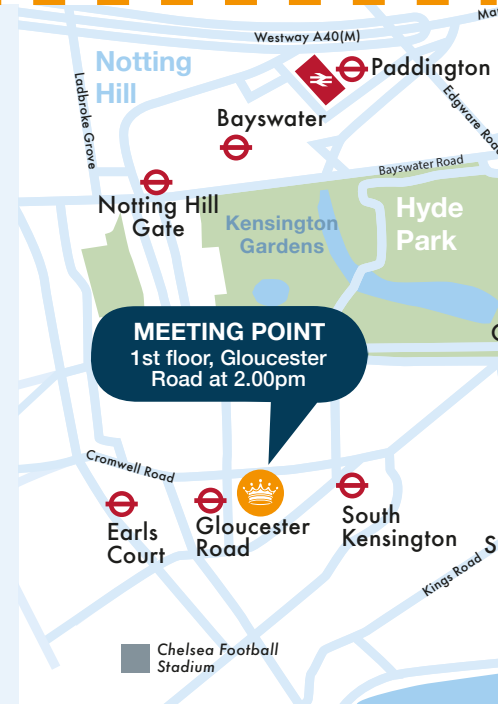 Westway A40(M)
Notting
Hill
Paddington
Ladbroke Grove
Bayswater
Bayswater Road
Notting Hill
Gate
Kensington
Gardens
Hyde
Park
MEETING POINT
1st floor, Gloucester
Road at 2.00pm
Cromwell Road
Earls
Court
Gloucester
Road
South
Kensington
Kings Road
Chelsea Football
Stadium